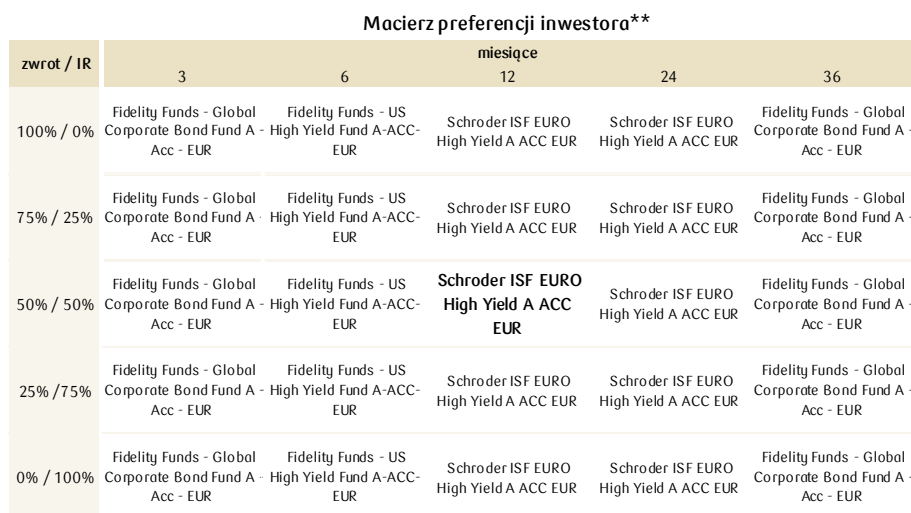 Macierz preferencji inwestora**
zwrot / IR
miesiące
3 6 12 24 36
100% / 0%
Fidelity Funds - Global
Corporate Bond Fund A -
Acc - EUR
Fidelity Funds - US
High Yield Fund A-ACC-
EUR
Schroder ISF EURO
High Yield A ACC EUR
Schroder ISF EURO
High Yield A ACC EUR
Fidelity Funds - Global
Corporate Bond Fund A -
Acc - EUR
75% / 25%
Fidelity Funds - Global
Corporate Bond Fund A -
Acc - EUR
Fidelity Funds - US
High Yield Fund A-ACC-
EUR
Schroder ISF EURO
High Yield A ACC EUR
Schroder ISF EURO
High Yield A ACC EUR
Fidelity Funds - Global
Corporate Bond Fund A -
Acc - EUR
50% / 50%
Fidelity Funds - Global
Corporate Bond Fund A -
Acc - EUR
Fidelity Funds - US
High Yield Fund A-ACC-
EUR
Schroder ISF EURO
High Yield A ACC
EUR
Schroder ISF EURO
High Yield A ACC EUR
Fidelity Funds - Global
Corporate Bond Fund A -
Acc - EUR
25% /75%
Fidelity Funds - Global
Corporate Bond Fund A -
Acc - EUR
Fidelity Funds - US
High Yield Fund A-ACC-
EUR
Schroder ISF EURO
High Yield A ACC EUR
Schroder ISF EURO
High Yield A ACC EUR
Fidelity Funds - Global
Corporate Bond Fund A -
Acc - EUR
0% / 100%
Fidelity Funds - Global
Corporate Bond Fund A -
Acc - EUR
Fidelity Funds - US
High Yield Fund A-ACC-
EUR
Schroder ISF EURO
High Yield A ACC EUR
Schroder ISF EURO
High Yield A ACC EUR
Fidelity Funds - Global
Corporate Bond Fund A -
Acc - EUR